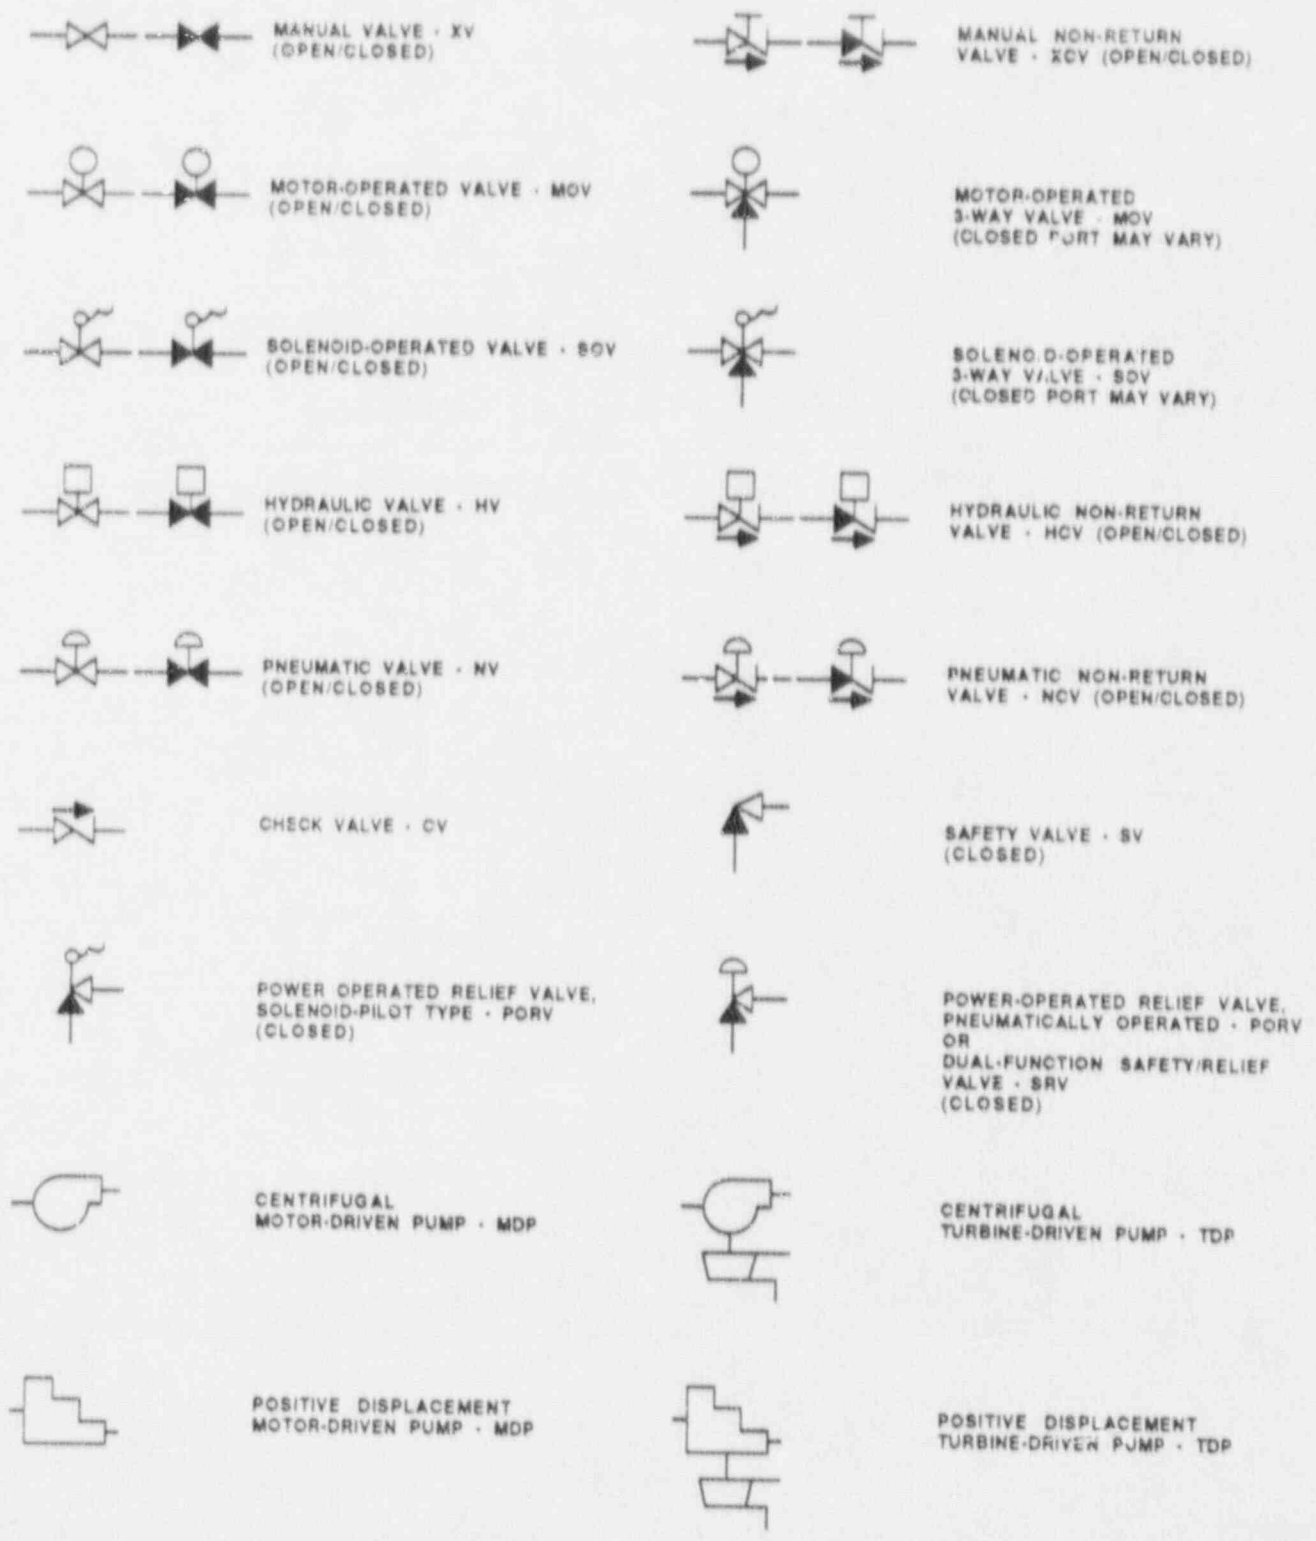 MANUAL VALVE - XV
(OPEN/CLOSED)
MANUAL NON-RETURN
VALVE - XCV (OPEN/CLOSED)
MOTOR-OPERATED VALVE - MOV
(OPEN/CLOSED)
MOTOR-OPERATED
3-WAY VALVE - MOV
(CLOSED PORT MAY VARY)
SOLENOID-OPERATED VALVE - SOV
(OPEN/CLOSED)
SOLENOID-OPERATED
3-WAY VALVE - SOV
(CLOSED PORT MAY VARY)
HYDRAULIC VALVE - HV
(OPEN/CLOSED)
HYDRAULIC NON-RETURN
VALVE - HCV (OPEN/CLOSED)
PNEUMATIC VALVE - NV
(OPEN/CLOSED)
PNEUMATIC NON-RETURN
VALVE - NCV (OPEN/CLOSED)
CHECK VALVE - CV
SAFETY VALVE - SV
(CLOSED)
POWER OPERATED RELIEF VALVE,
SOLENOID-PILOT TYPE - PORV
(CLOSED)
POWER-OPERATED RELIEF VALVE,
PNEUMATICALLY OPERATED - PORV
OR
DUAL-FUNCTION SAFETY/RELIEF
VALVE - SRV
(CLOSED)
CENTRIFUGAL
MOTOR-DRIVEN PUMP - MDP
CENTRIFUGAL
TURBINE-DRIVEN PUMP - TDP
POSITIVE DISPLACEMENT
MOTOR-DRIVEN PUMP - MDP
POSITIVE DISPLACEMENT
TURBINE-DRIVEN PUMP - TDP